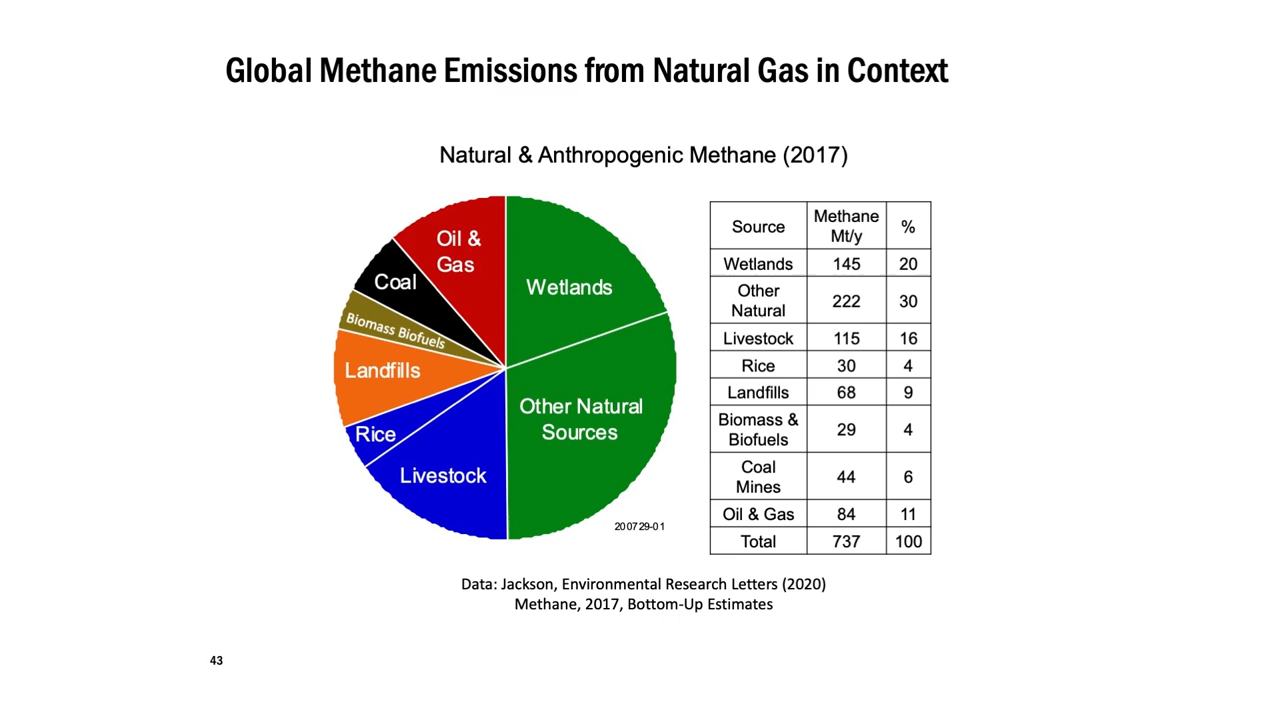 Global Methane Emissions from Natural Gas in Context
Natural & Anthropogenic Methane (2017)
Oil &
Gas
Coal
Biomass Biofuels
Landfills
Rice
Livestock
Wetlands
Other Natural
Sources
200729-01
Source Methane Mt/y %
Wetlands 145 20
Other Natural 222 30
Livestock 115 16
Rice 30 4
Landfills 68 9
Biomass & Biofuels 29 4
Coal Mines 44 6
Oil & Gas 84 11
Total 737 100
Data: Jackson, Environmental Research Letters (2020)
Methane, 2017, Bottom-Up Estimates
43